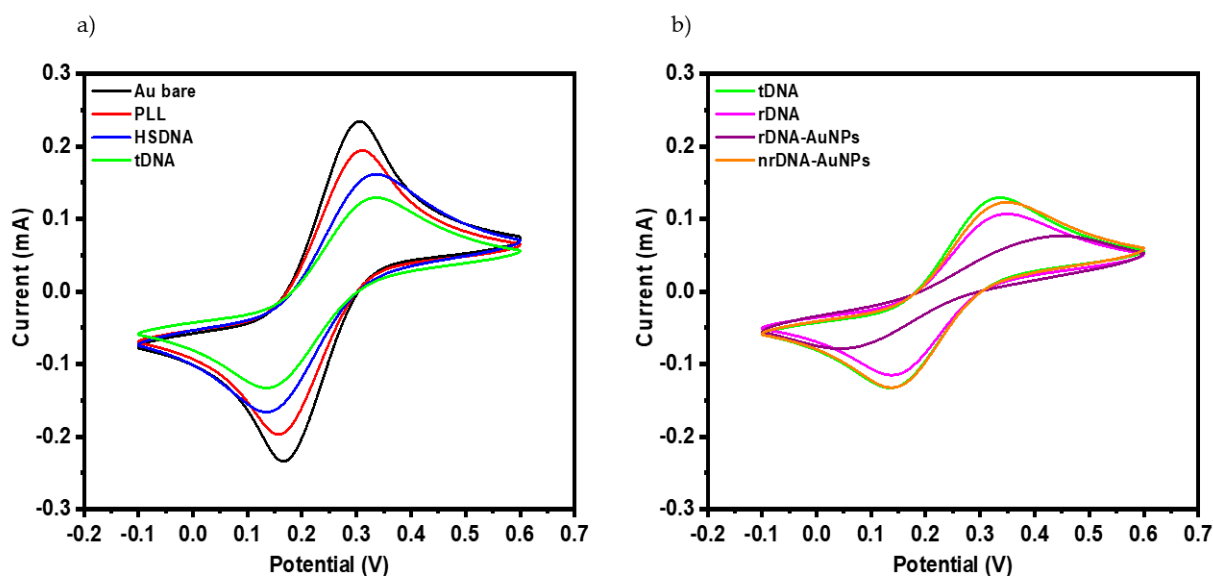 a)
0.3
0.2
0.1
0.0
-0.1
-0.2
-0.3
Current (mA)
Au bare
PLL
HSDNA
tDNA
-0.2 -0.1 0.0 0.1 0.2 0.3 0.4 0.5 0.6 0.7
Potential (V)
b)
0.3
0.2
0.1
0.0
-0.1
-0.2
-0.3
Current (mA)
tDNA
rDNA
rDNA-AuNPs
nrDNA-AuNPs
-0.2 -0.1 0.0 0.1 0.2 0.3 0.4 0.5 0.6 0.7
Potential (V)